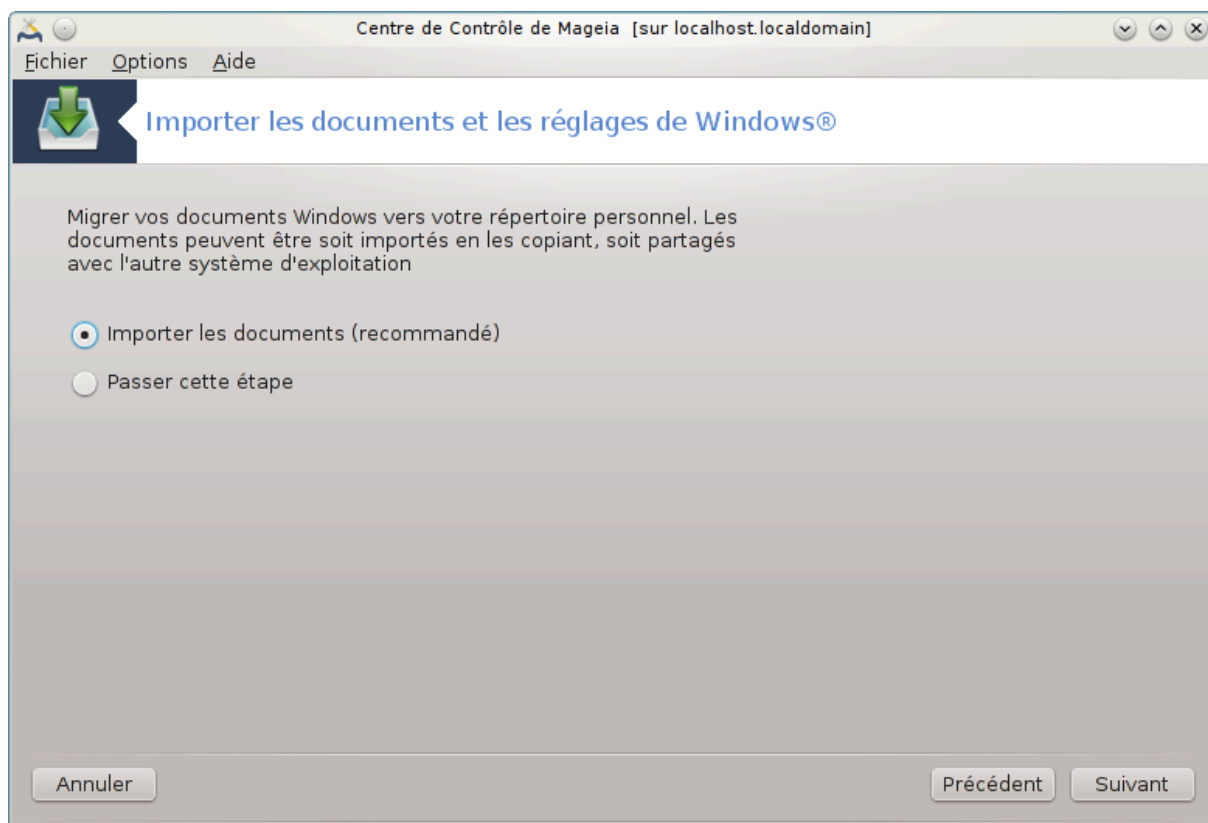 Centre de Contrôle de Mageia [sur localhost.localdomain]
Fichier Options Aide
Importer les documents et les réglages de Windows®
Migrer vos documents Windows vers votre répertoire personnel. Les
documents peuvent être soit importés en les copiant, soit partagés
avec l'autre système d'exploitation
Importer les documents (recommandé)
Passer cette étape
Annuler Précédent Suivant